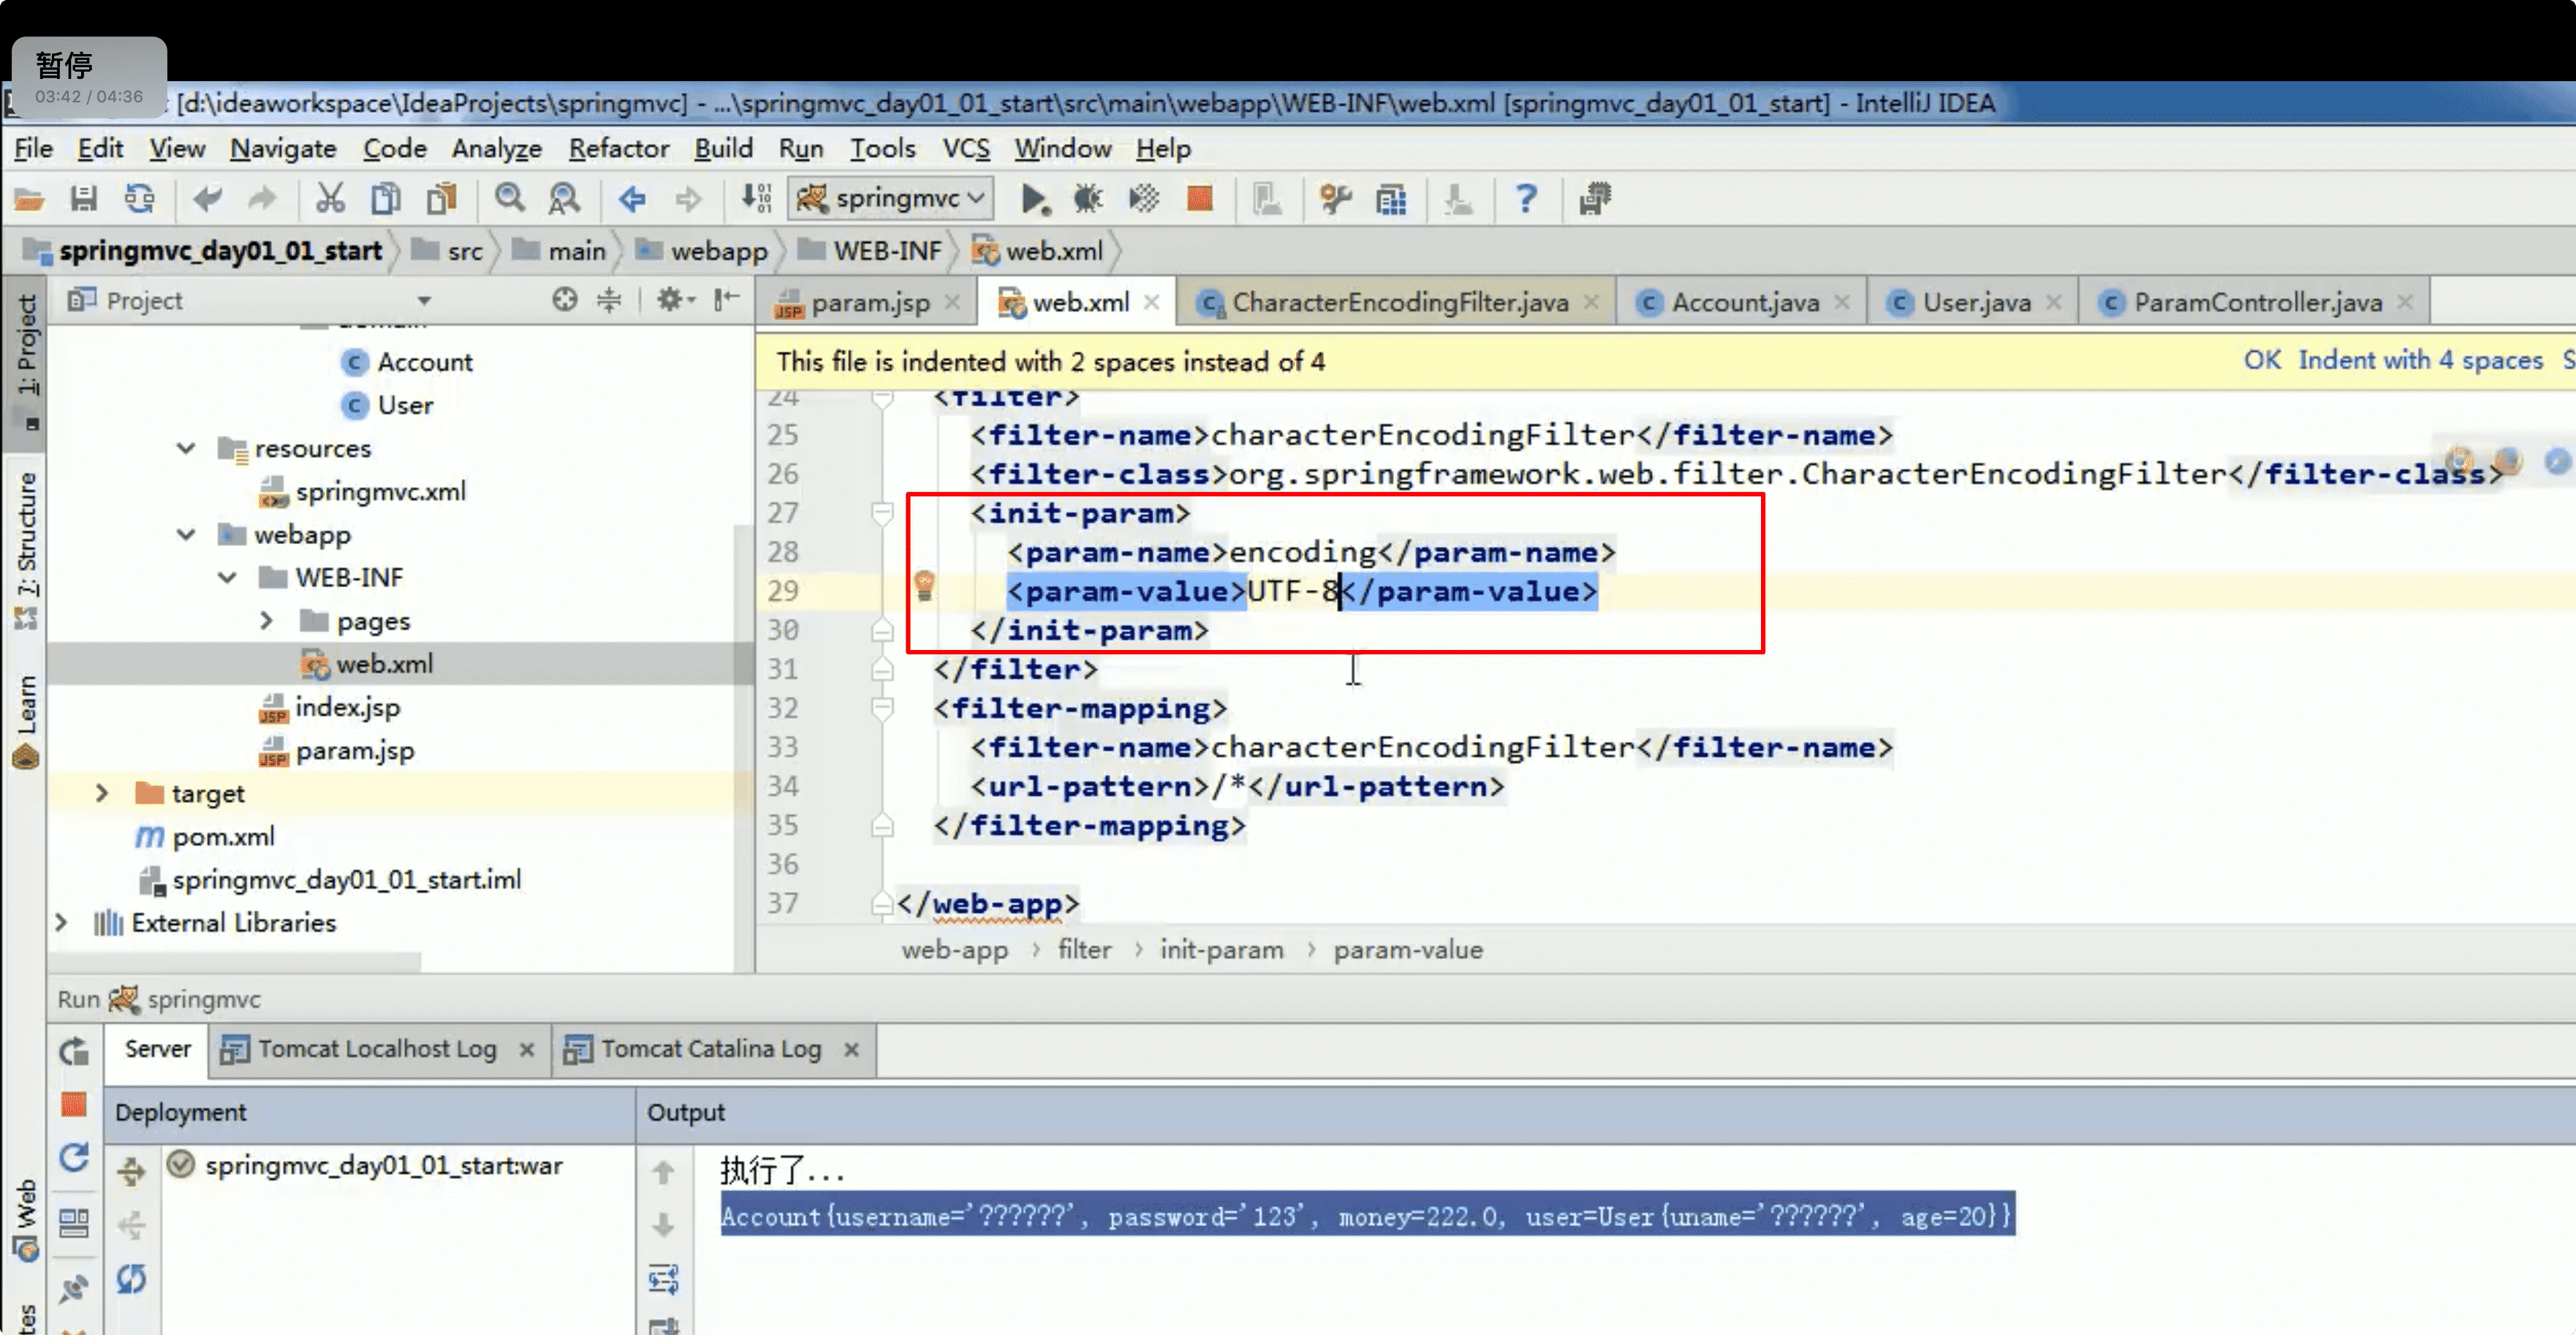 暂停
03:42 / 04:36
[d:\ideaworkspace\IdeaProjects\springmvc] - ...\springmvc_day01_01_start\src\main\webapp\WEB-INF\web.xml [springmvc_day01_01_start] - IntelliJ IDEA
File Edit View Navigate Code Analyze Refactor Build Run Tools VCS Window Help
springmvc
springmvc_day01_01_start src main webapp WEB-INF web.xml
1: Project
7: Structure
Learn
Web
Project
Account
User
resources
springmvc.xml
webapp
WEB-INF
pages
web.xml
index.jsp
param.jsp
target
pom.xml
springmvc_day01_01_start.iml
External Libraries
param.jsp web.xml CharacterEncodingFilter.java Account.java User.java ParamController.java
This file is indented with 2 spaces instead of 4 OK Indent with 4 spaces
24 <filter>
25 <filter-name>characterEncodingFilter</filter-name>
26 <filter-class>org.springframework.web.filter.CharacterEncodingFilter</filter-class>
27 <init-param>
28 <param-name>encoding</param-name>
29 <param-value>UTF-8</param-value>
30 </init-param>
31 </filter>
32 <filter-mapping>
33 <filter-name>characterEncodingFilter</filter-name>
34 <url-pattern>/*</url-pattern>
35 </filter-mapping>
36
37 </web-app>
web-app › filter › init-param › param-value
Run springmvc
Server Tomcat Localhost Log Tomcat Catalina Log
Deployment Output
springmvc_day01_01_start:war
执行了...
Account{username='??????', password='123', money=222.0, user=User{uname='??????', age=20}}